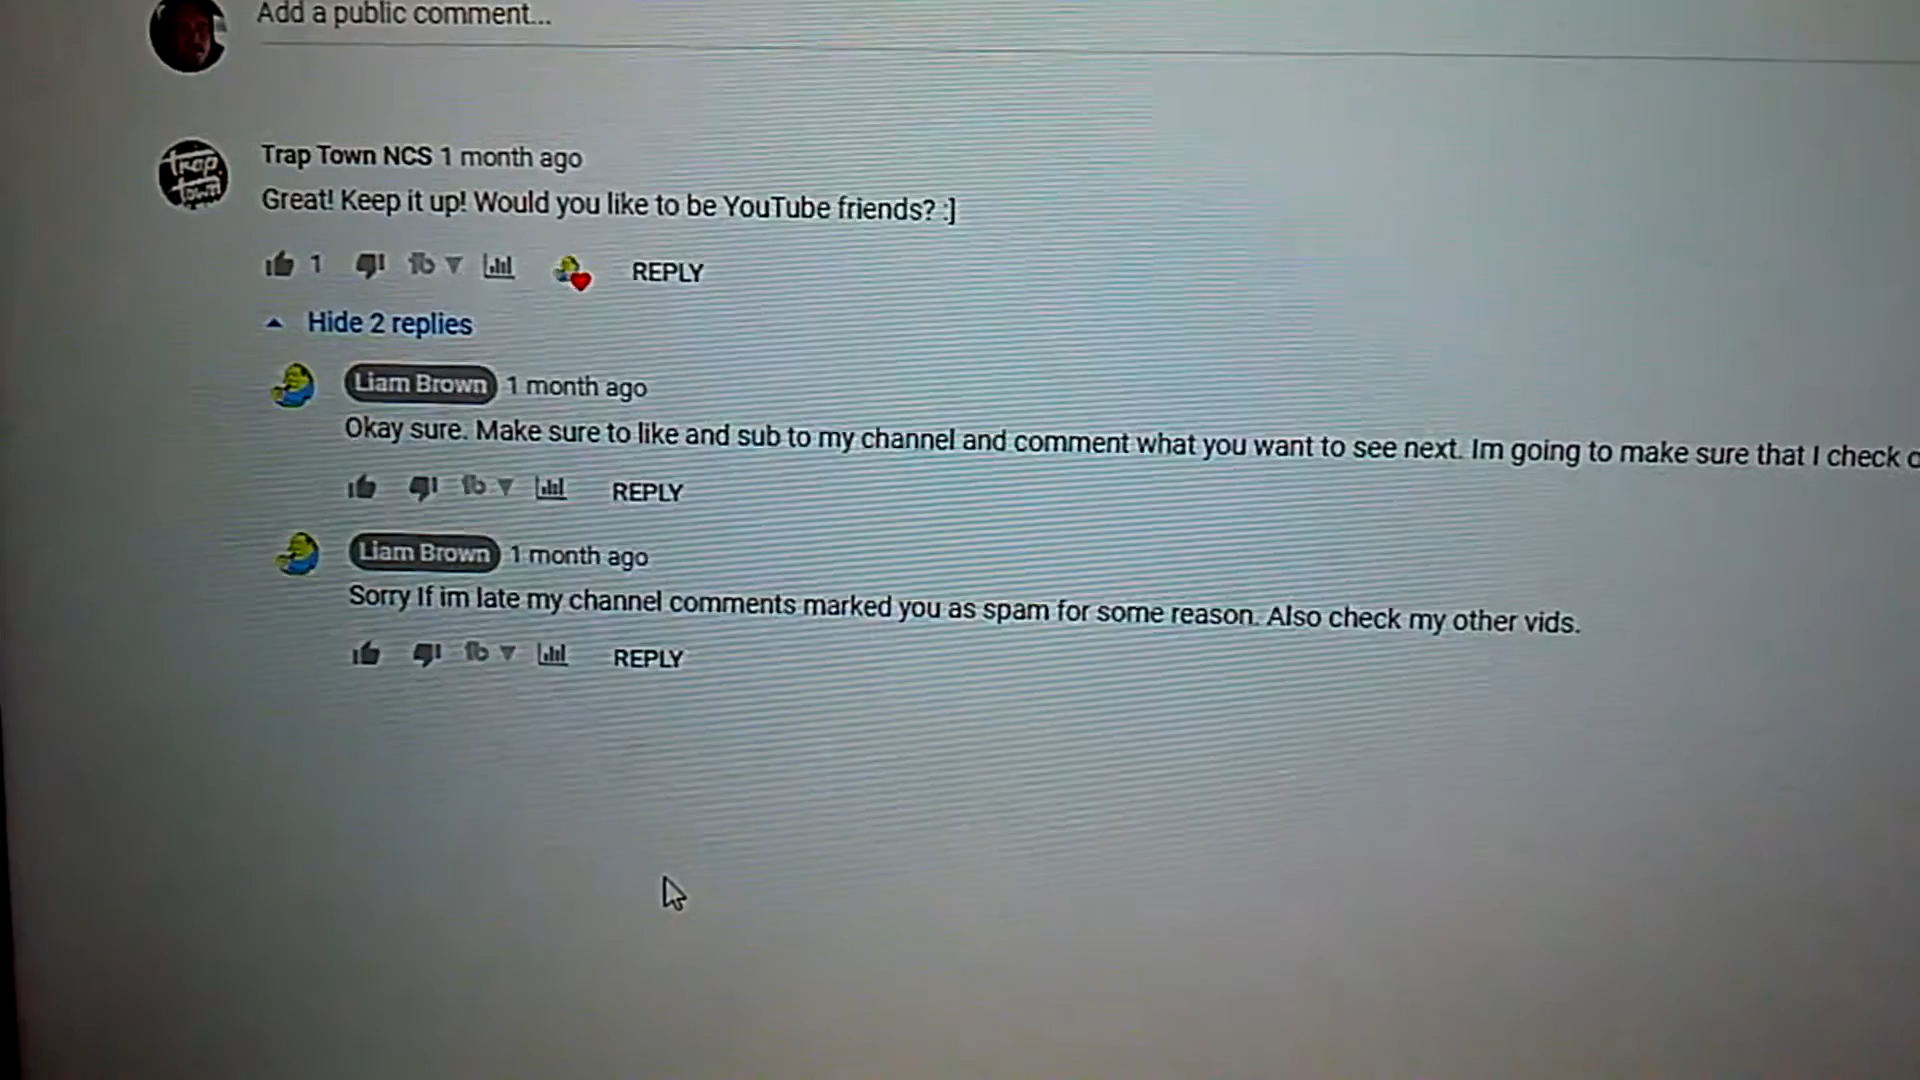 Add a public comment...
trap town
Trap Town NCS 1 month ago
Great! Keep it up! Would you like to be YouTube friends? :]
1
REPLY
Hide 2 replies
Liam Brown 1 month ago
Okay sure. Make sure to like and sub to my channel and comment what you want to see next. Im going to make sure that I check
REPLY
Liam Brown 1 month ago
Sorry If im late my channel comments marked you as spam for some reason. Also check my other vids.
REPLY